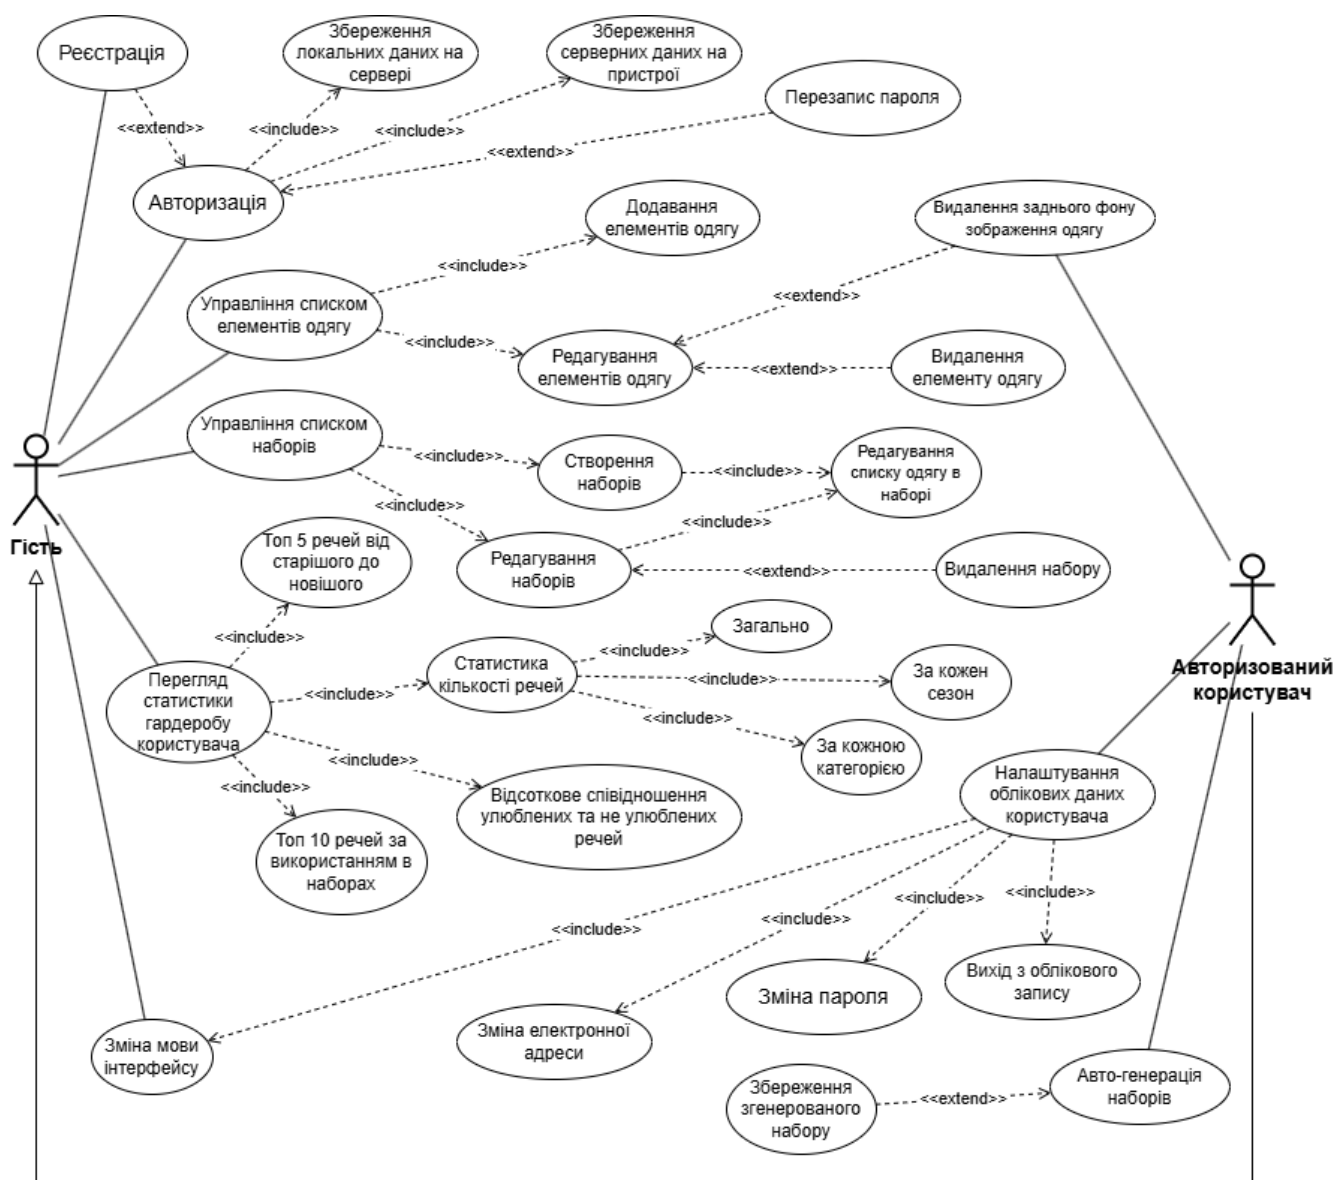 Реєстрація
Збереження
локальних даних на
сервері
Збереження
серверних даних на
пристрої
Перезапис пароля
<<extend>>
<<include>>
<<include>>
<<extend>>
Авторизація
Додавання
елементів одягу
Видалення заднього фону
зображення одягу
<<include>>
<<extend>>
Управління списком
елементів одягу
<<include>>
Редагування
елементів одягу
<<extend>>
Видалення
елементу одягу
Управління списком
наборів
<<include>>
Створення
наборів
<<include>>
Редагування
списку одягу в
наборі
<<include>>
<<include>>
Гість
Топ 5 речей від
старішого до
новішого
Редагування
наборів
<<extend>>
Видалення набору
<<include>>
Загально
<<include>>
Статистика
кількості речей
<<include>>
За кожен
сезон
Авторизований
користувач
Перегляд
статистики
гардеробу
користувача
<<include>>
<<include>>
За кожною
категорією
<<include>>
<<include>>
Відсоткове співідношення
улюблених та не улюблених
речей
Налаштування
облікових даних
користувача
Топ 10 речей за
використанням в
наборах
<<include>>
<<include>>
<<include>>
<<include>>
Зміна пароля
Вихід з облікового
запису
Зміна мови
інтерфейсу
Зміна електронної
адреси
Збереження
згенерованого
набору
<<extend>>
Авто-генерація
наборів